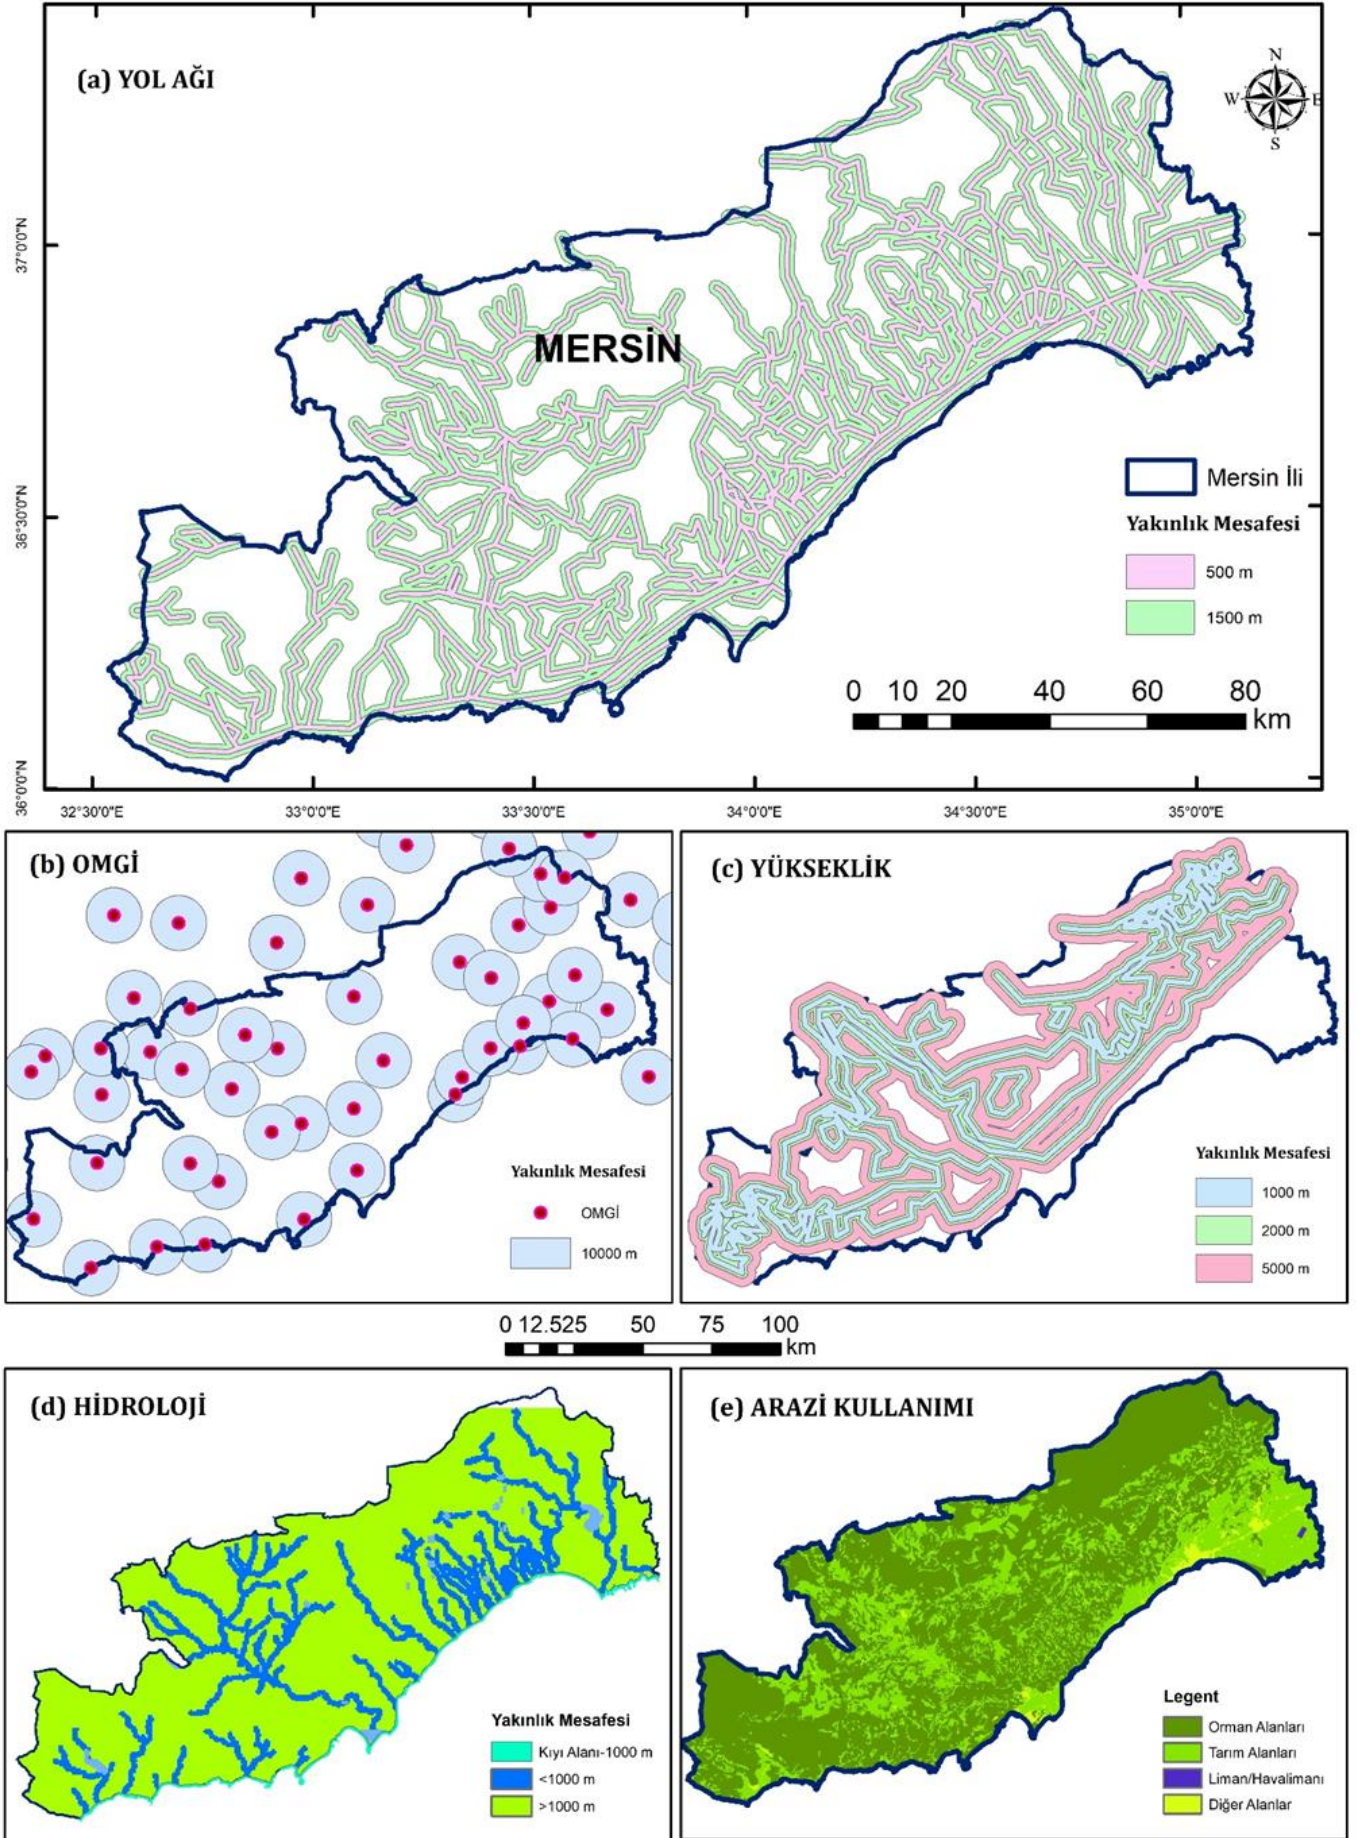 (a) YOL AĞI
N
W
E
S
MERSİN
Mersin İli
Yakınlık Mesafesi
500 m
1500 m
0 10 20 40 60 80
km
37°0'0"N
36°30'0"N
36°0'0"N
32°30'0"E 33°0'0"E 33°30'0"E 34°0'0"E 34°30'0"E 35°0'0"E
(b) OMGİ
Yakınlık Mesafesi
OMGİ
10000 m
(c) YÜKSEKLİK
Yakınlık Mesafesi
1000 m
2000 m
5000 m
0 12.525 50 75 100
km
(d) HİDROLOJİ
Yakınlık Mesafesi
Kıyı Alanı-1000 m
<1000 m
>1000 m
(e) ARAZİ KULLANIMI
Legent
Orman Alanları
Tarım Alanları
Liman/Havalimanı
Diğer Alanlar